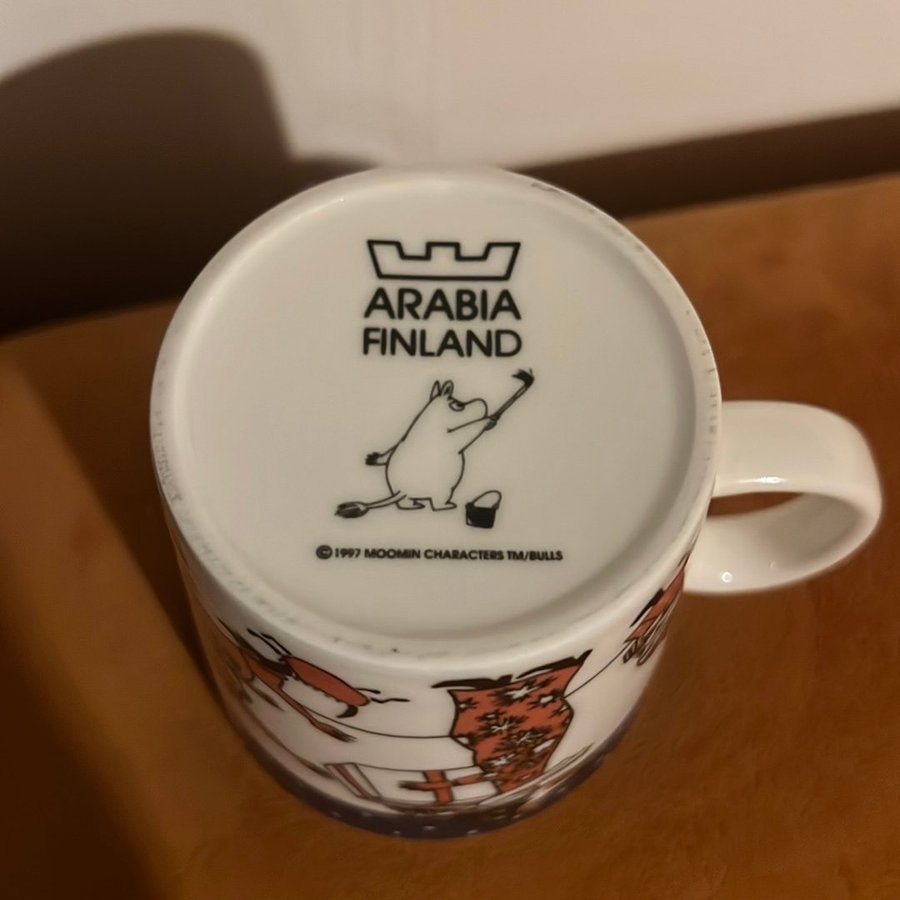 ARABIA
FINLAND
©1997 MOOMIN CHARACTERS TM/BULLS